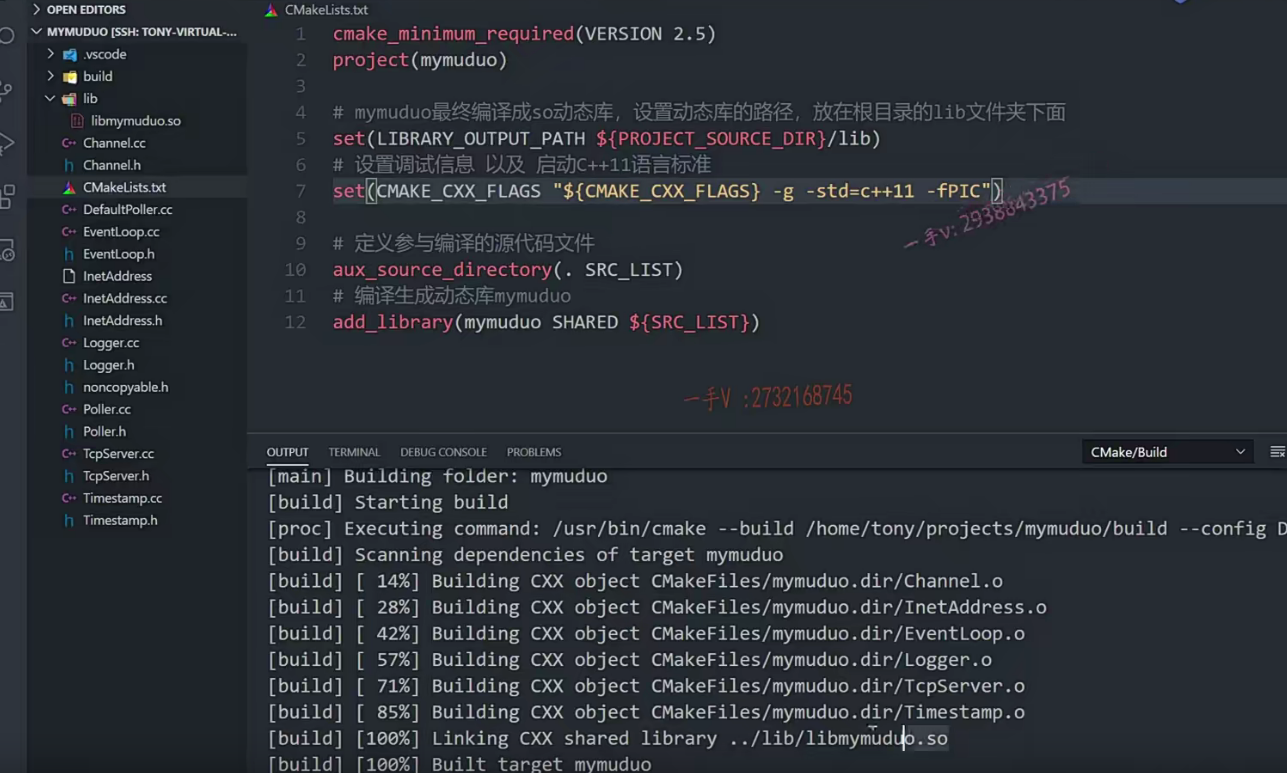 OPEN EDITORS
MYMUDUO [SSH: TONY-VIRTUAL-...
.vscode
build
lib
libmymuduo.so
Channel.cc
Channel.h
CMakeLists.txt
DefaultPoller.cc
EventLoop.cc
EventLoop.h
InetAddress
InetAddress.cc
InetAddress.h
Logger.cc
Logger.h
noncopyable.h
Poller.cc
Poller.h
TcpServer.cc
TcpServer.h
Timestamp.cc
Timestamp.h
CMakeLists.txt
1 cmake_minimum_required(VERSION 2.5)
2 project(mymuduo)
3
4 # mymuduo最终编译成so动态库，设置动态库的路径，放在根目录的lib文件夹下面
5 set(LIBRARY_OUTPUT_PATH ${PROJECT_SOURCE_DIR}/lib)
6 # 设置调试信息 以及 启动C++11语言标准
7 set(CMAKE_CXX_FLAGS "${CMAKE_CXX_FLAGS} -g -std=c++11 -fPIC")
8
9 # 定义参与编译的源代码文件
10 aux_source_directory(. SRC_LIST)
11 # 编译生成动态库mymuduo
12 add_library(mymuduo SHARED ${SRC_LIST})
一手v: 2938843375
一手V :2732168745
OUTPUT TERMINAL DEBUG CONSOLE PROBLEMS CMake/Build
[main] Building folder: mymuduo
[build] Starting build
[proc] Executing command: /usr/bin/cmake --build /home/tony/projects/mymuduo/build --config D
[build] Scanning dependencies of target mymuduo
[build] [ 14%] Building CXX object CMakeFiles/mymuduo.dir/Channel.o
[build] [ 28%] Building CXX object CMakeFiles/mymuduo.dir/InetAddress.o
[build] [ 42%] Building CXX object CMakeFiles/mymuduo.dir/EventLoop.o
[build] [ 57%] Building CXX object CMakeFiles/mymuduo.dir/Logger.o
[build] [ 71%] Building CXX object CMakeFiles/mymuduo.dir/TcpServer.o
[build] [ 85%] Building CXX object CMakeFiles/mymuduo.dir/Timestamp.o
[build] [100%] Linking CXX shared library ../lib/libmymuduo.so
[build] [100%] Built target mymuduo